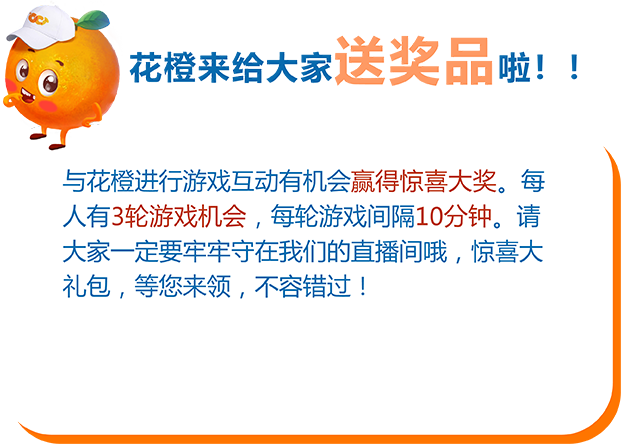 花橙来给大家送奖品啦！！
与花橙进行游戏互动有机会赢得惊喜大奖。每
人有3轮游戏机会，每轮游戏间隔10分钟。请
大家一定要牢牢守在我们的直播间哦，惊喜大
礼包，等您来领，不容错过！